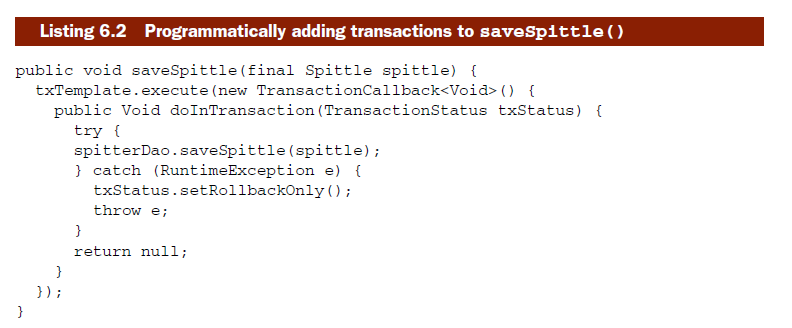 Listing 6.2 Programmatically adding transactions to saveSpittle()
public void saveSpittle(final Spittle spittle) {
txTemplate.execute(new TransactionCallback<Void>() {
public Void doInTransaction(TransactionStatus txStatus) {
try {
spitterDao.saveSpittle(spittle);
} catch (RuntimeException e) {
txStatus.setRollbackOnly();
throw e;
}
return null;
}
});
}